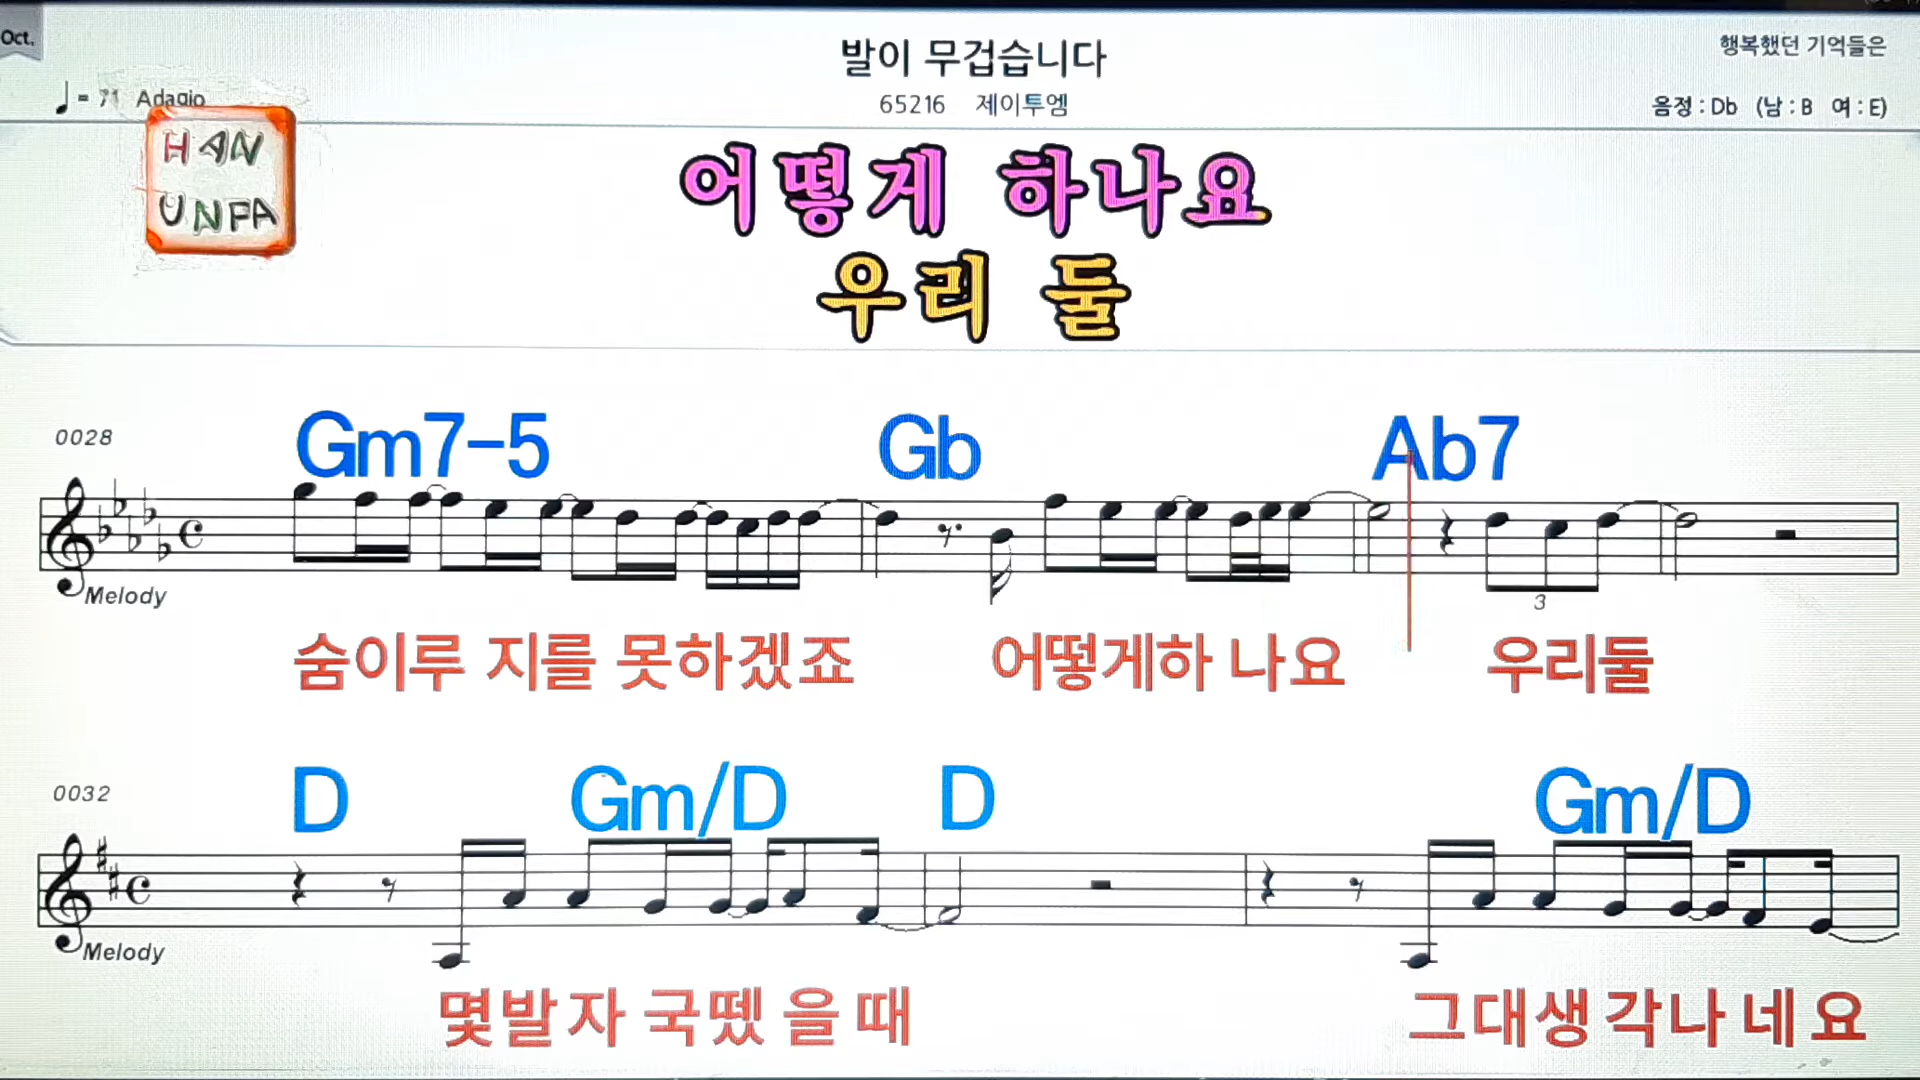 Oct.
발이 무겁습니다
행복했던 기억들은
♩= 71 Adagio
65216 제이투엠
음정 : Db (남 : B 여 : E)
HAN
UNFA
어떻게 하나요
우리 둘
0028
Gm7-5 Gb Ab7
3
Melody
숨이루 지를 못하겠죠 어떻게하 나요 우리둘
0032
D Gm/D D Gm/D
Melody
몇발자 국뗐 을때 그대생각나네요